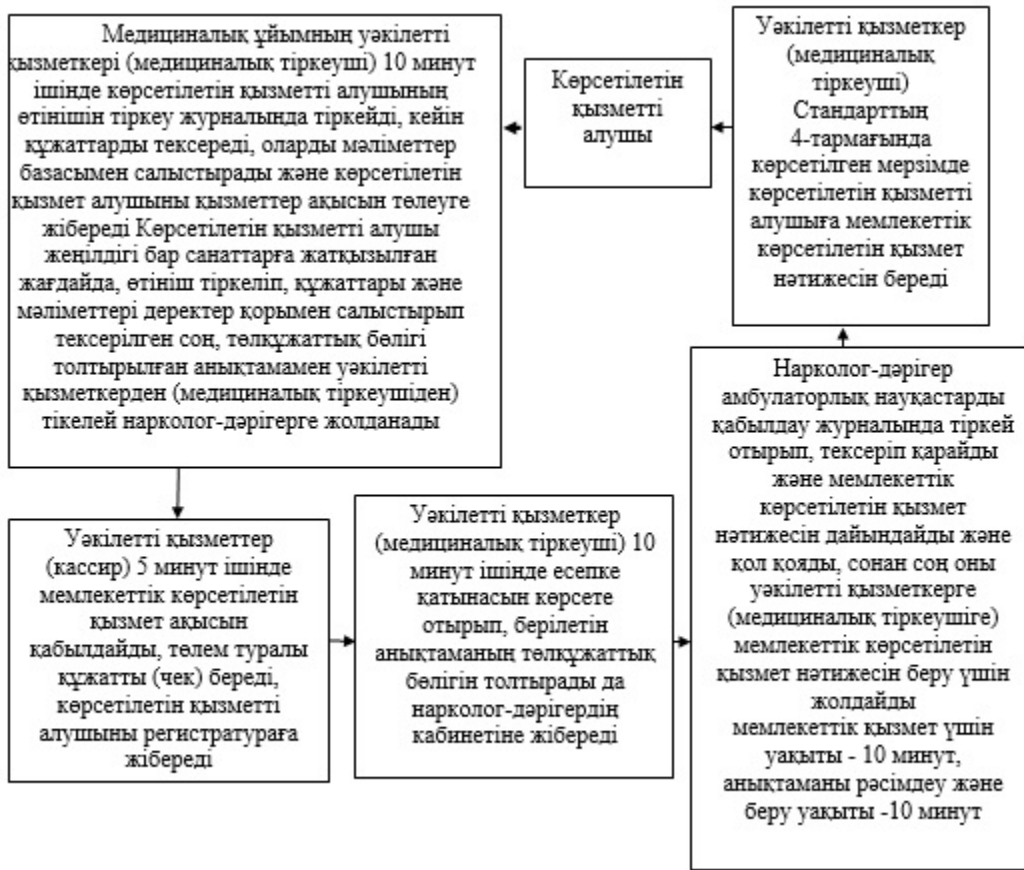 Медициналық ұйымның уәкілетті
қызметкері (медициналық тіркеуші) 10 минут
ішінде көрсетілетін қызметті алушының
өтінішін тіркеу журналында тіркейді, кейін
құжаттарды тексереді, оларды мәліметтер
базасымен салыстырады және көрсетілетін
қызмет алушыны қызметтер ақысын төлеуге
жібереді Көрсетілетін қызметті алушы
жеңілдігі бар санаттарға жатқызылған
жағдайда, өтініш тіркеліп, құжаттары және
мәліметтері деректер қорымен салыстырып
тексерілген соң, төлқұжаттық бөлігі
толтырылған анықтамамен уәкілетті
қызметкерден (медициналық тіркеушіден)
тікелей нарколог-дәрігерге жолданады
Көрсетілетін
қызметті
алушы
Уәкілетті қызметкер
(медициналық
тіркеуші)
Стандарттың
4-тармағында
көрсетілген мерзімде
көрсетілетін қызметті
алушыға мемлекеттік
көрсетілетін қызмет
нәтижесін береді
Уәкілетті қызметтер
(кассир) 5 минут ішінде
мемлекеттік көрсетілетін
қызмет ақысын
қабылдайды, төлем туралы
құжатты (чек) береді,
көрсетілетін қызметті
алушыны регистратураға
жібереді
Уәкілетті қызметкер
(медициналық тіркеуші) 10
минут ішінде есепке
қатынасын көрсете
отырып, берілетін
анықтаманың төлқұжаттық
бөлігін толтырады да
нарколог-дәрігердің
кабинетіне жібереді
Нарколог-дәрігер
амбулаторлық науқастарды
қабылдау журналында тіркей
отырып, тексеріп қарайды
және мемлекеттік
көрсетілетін қызмет
нәтижесін дайындайды және
қол қояды, сонан соң оны
уәкілетті қызметкерге
(медициналық тіркеушіге)
мемлекеттік көрсетілетін
қызмет нәтижесін беру үшін
жолдайды
мемлекеттік қызмет үшін
уақыты - 10 минут,
анықтаманы рәсімдеу және
беру уақыты -10 минут